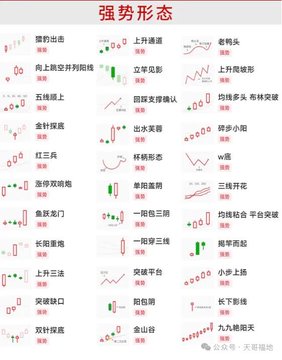 强势形态
猎豹出击
强势
上升通道
强势
老鸭头
强势
向上跳空并列阳线
强势
立竿见影
强势
上升爬坡形
强势
五线顺上
强势
回踩支撑确认
强势
均线多头 布林突破
强势
金针探底
强势
出水芙蓉
强势
碎步小阳
强势
红三兵
强势
杯柄形态
强势
w底
强势
涨停双响炮
强势
单阳盖阴
强势
三线开花
强势
鱼跃龙门
强势
一阳包三阴
强势
均线粘合 平台突破
强势
长阳重炮
强势
一阳穿三线
强势
揭竿而起
强势
上升三法
强势
突破平台
强势
小步上扬
强势
突破缺口
强势
阳包阴
强势
长下影线
强势
双针探底
强势
金山谷
强势
九九艳阳天
强势
公众号·天哥福地